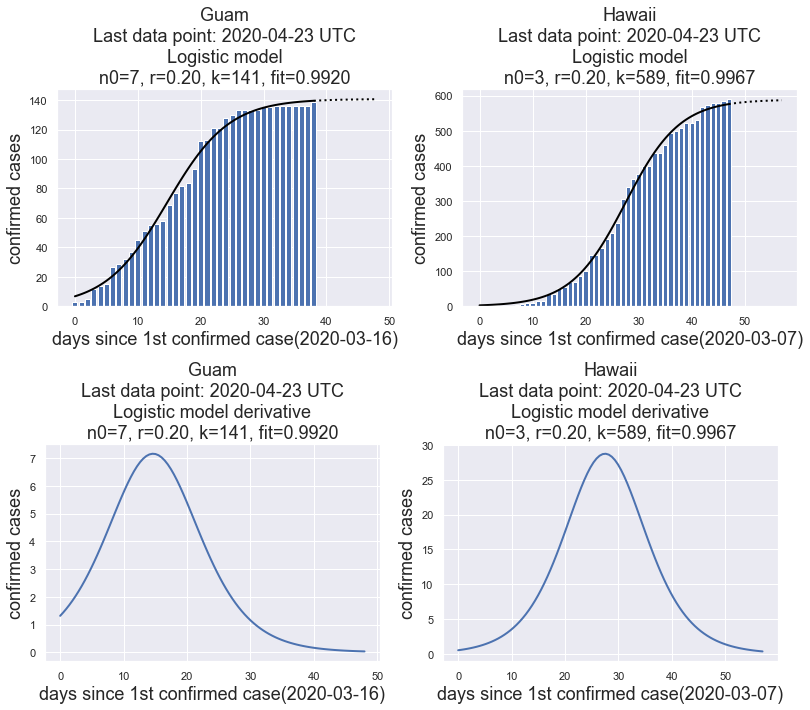 Guam
Last data point: 2020-04-23 UTC
Logistic model
n0=7, r=0.20, k=141, fit=0.9920
140
120
100
80
60
40
20
0
confirmed cases
0 10 20 30 40 50
days since 1st confirmed case(2020-03-16)
Hawaii
Last data point: 2020-04-23 UTC
Logistic model
n0=3, r=0.20, k=589, fit=0.9967
600
500
400
300
200
100
0
confirmed cases
0 10 20 30 40 50
days since 1st confirmed case(2020-03-07)
Guam
Last data point: 2020-04-23 UTC
Logistic model derivative
n0=7, r=0.20, k=141, fit=0.9920
7
6
5
4
3
2
1
0
confirmed cases
0 10 20 30 40 50
days since 1st confirmed case(2020-03-16)
Hawaii
Last data point: 2020-04-23 UTC
Logistic model derivative
n0=3, r=0.20, k=589, fit=0.9967
30
25
20
15
10
5
0
confirmed cases
0 10 20 30 40 50
days since 1st confirmed case(2020-03-07)